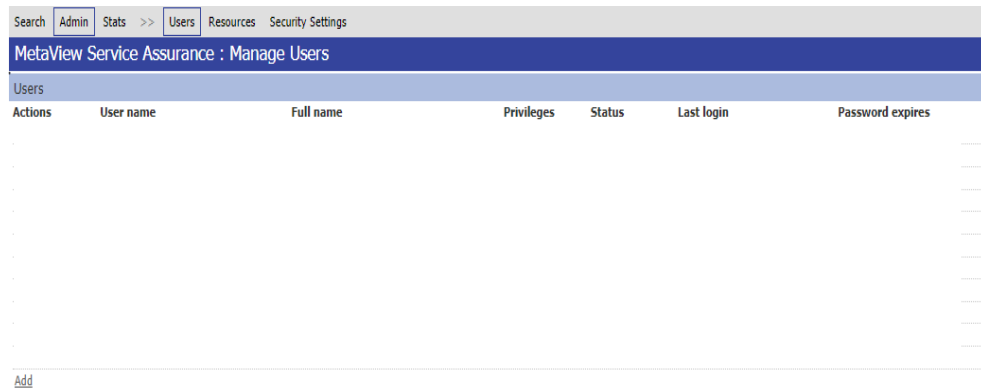 Search Admin Stats >> Users Resources Security Settings
MetaView Service Assurance : Manage Users
Users
Actions User name Full name Privileges Status Last login Password expires
Add